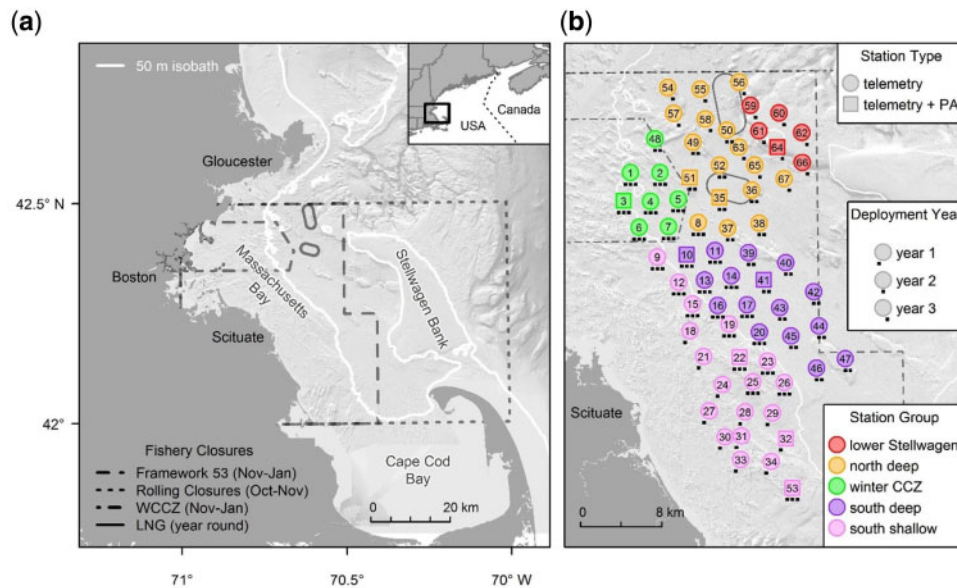 (a)
50 m isobath
Canada
USA
Gloucester
42.5° N
Boston
Massachusetts
Bay
Stellwagen Bank
Scituate
42°
Fishery Closures
Framework 53 (Nov-Jan)
Rolling Closures (Oct-Nov)
WCCZ (Nov-Jan)
LNG (year round)
Cape Cod
Bay
0 20 km
71° 70.5° 70° W
(b)
Station Type
telemetry
telemetry + PA
56
54 55
59
57 58 60
50 61 62
48 49 63 64
52 65 66
1 2 51 67
36
3 4 5 35
6 7 8 37 38
9 10 11 39 40
12 13 14 41
42
15 16 17 43
18 19 20 45 44
21 22 23 46 47
24 25 26
27 28 29
30 31 32
33 34
53
Deployment Year
year 1
year 2
year 3
Scituate
Station Group
lower Stellwagen
north deep
winter CCZ
south deep
south shallow
0 8 km